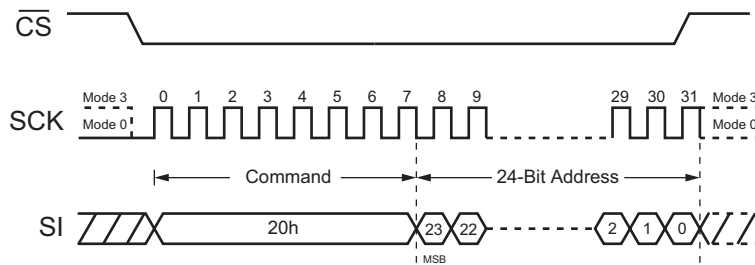 CS
Mode 3 0 1 2 3 4 5 6 7 8 9 29 30 31 Mode 3
SCK
Mode 0 Mode 0
Command 24-Bit Address
SI 20h 23 22 2 1 0
MSB